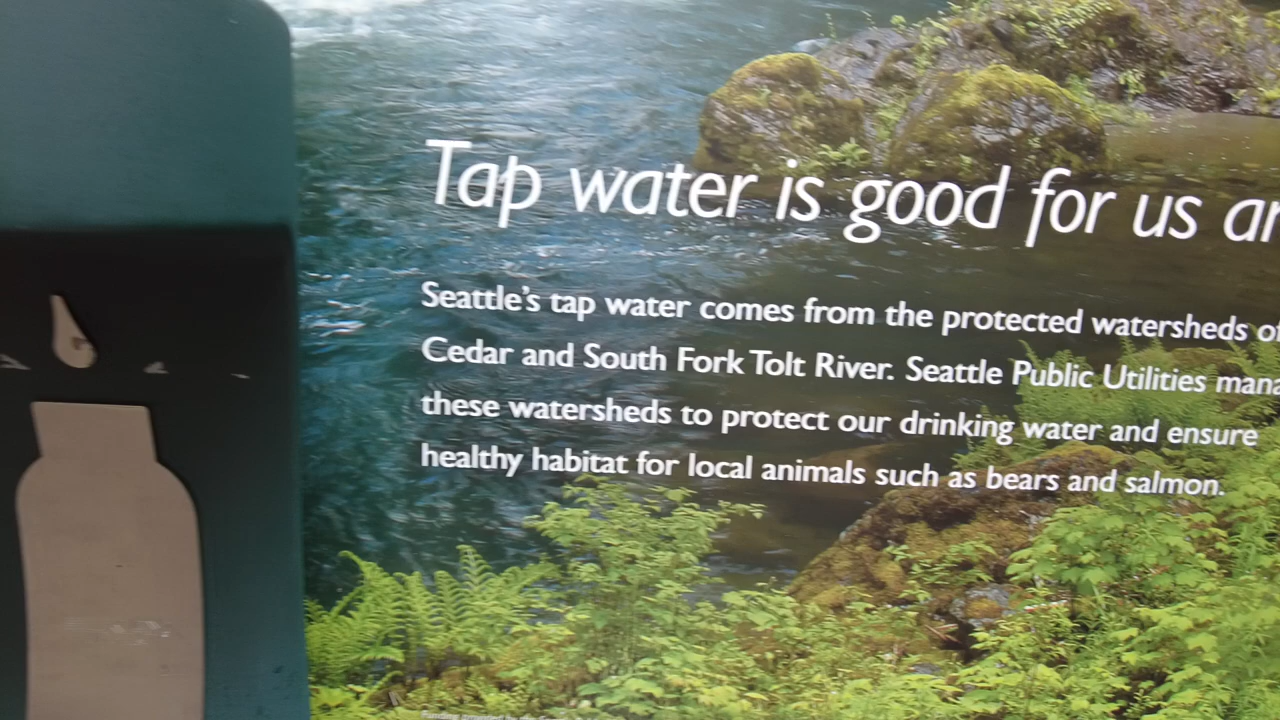 Tap water is good for us
Seattle's tap water comes from the protected watersheds of
Cedar and South Fork Tolt River. Seattle Public Utilities
these watersheds to protect our drinking water and ensure
healthy habitat for local animals such as bears and salmon.